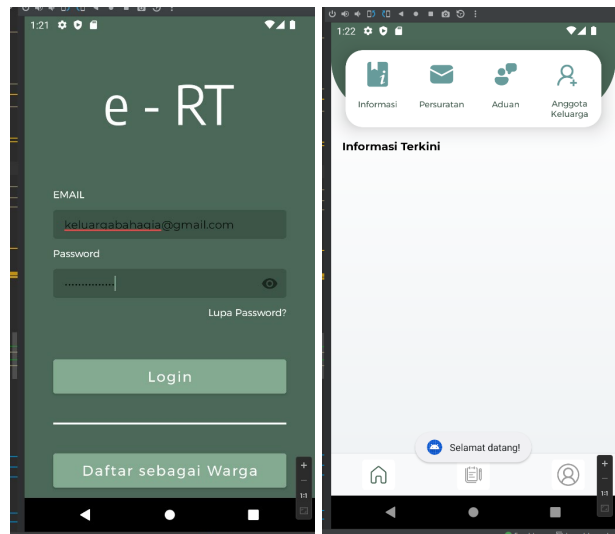 1:21
e - RT
EMAIL
keluargabahagia@gmail.com
Password
Lupa Password?
Login
Daftar sebagai Warga
1:1
1:22
Informasi
Persuratan
Aduan
Anggota
Keluarga
Informasi Terkini
Selamat datang!
1:1